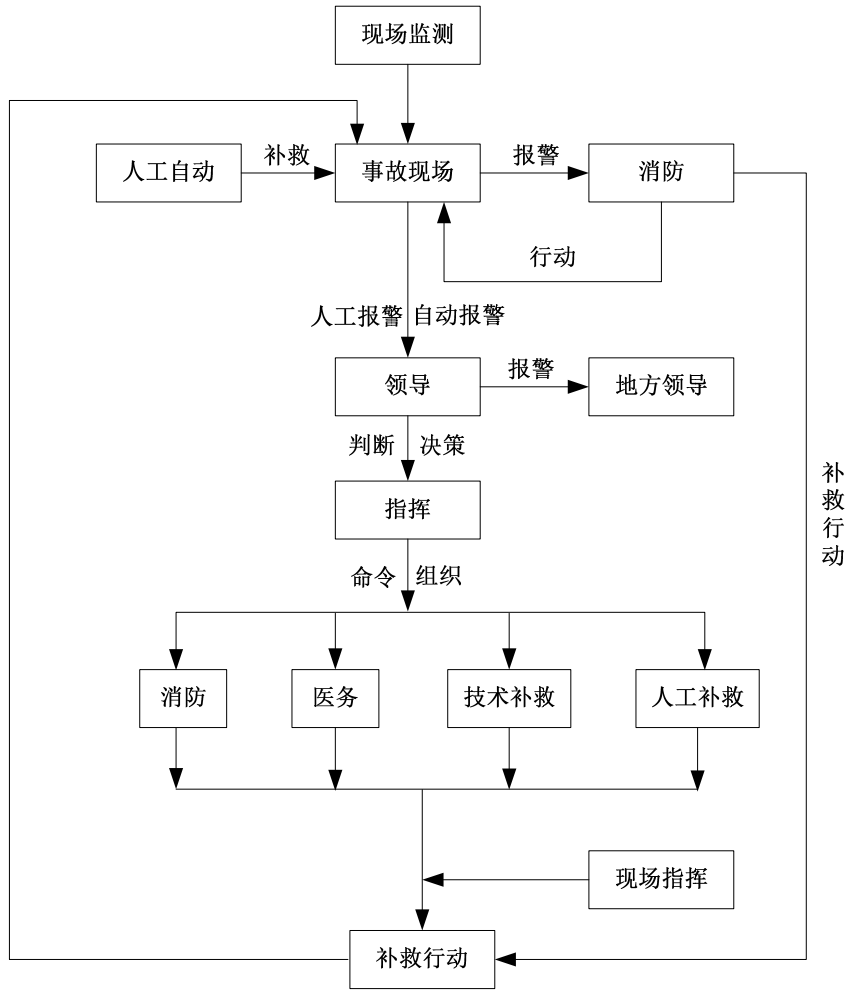 现场监测
人工自动
补救
事故现场
报警
消防
行动
人工报警 自动报警
领导
报警
地方领导
判断 决策
指挥
补救行动
命令 组织
消防
医务
技术补救
人工补救
现场指挥
补救行动